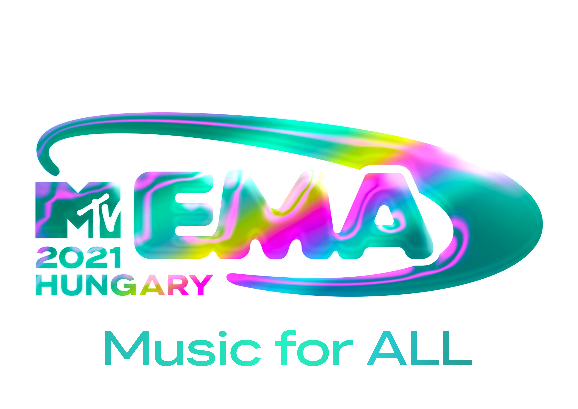 MTV EMA
2021
HUNGARY
Music for ALL